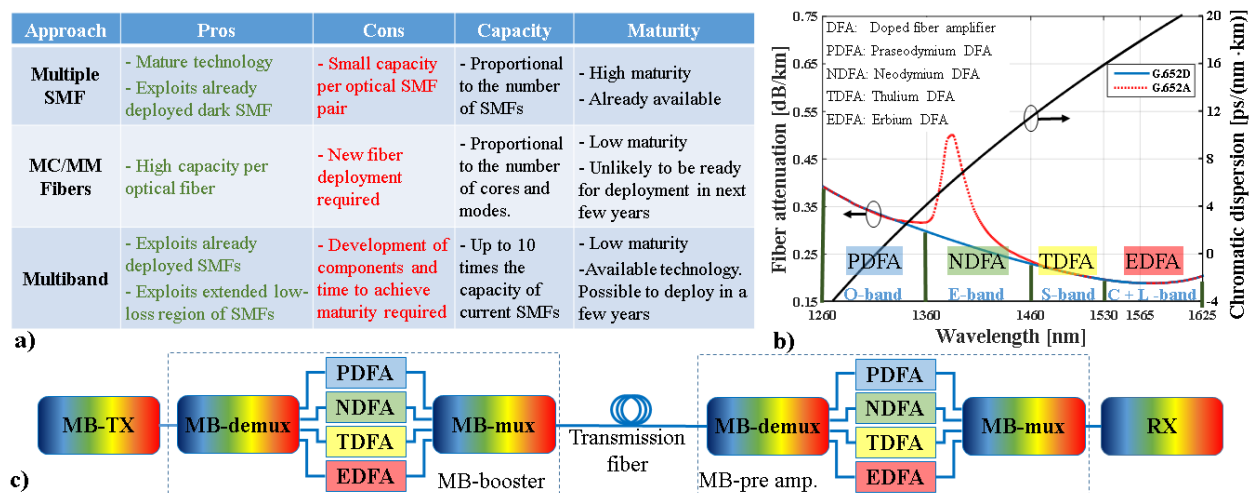 Approach Pros Cons Capacity Maturity
Multiple
SMF
- Mature technology
- Exploits already
deployed dark SMF
- Small capacity
per optical SMF
pair
- Proportional
to the number
of SMFs
- High maturity
- Already available
MC/MM
Fibers
- High capacity per
optical fiber
- New fiber
deployment
required
- Proportional
to the number
of cores and
modes.
- Low maturity
- Unlikely to be ready
for deployment in next
few years
Multiband
- Exploits already
deployed SMFs
- Exploits extended low-
loss region of SMFs
- Development of
components and
time to achieve
maturity required
- Up to 10
times the
capacity of
current SMFs
- Low maturity
-Available technology.
Possible to deploy in a
few years
a)
Fiber attenuation [dB/km]
0.75
0.65
0.55
0.45
0.35
0.25
0.15
DFA: Doped fiber amplifier
PDFA: Praseodymium DFA
NDFA: Neodymium DFA
TDFA: Thulium DFA
EDFA: Erbium DFA
G.652D
G.652A
PDFA NDFA TDFA EDFA
O-band E-band S-band C + L -band
20
16
12
8
4
0
-4
Chromatic dispersion [ps/(nm · km)]
1260 1360 1460 1530 1565 1625
Wavelength [nm]
b)
MB-TX
MB-demux
PDFA
NDFA
TDFA
EDFA
MB-mux
MB-booster
Transmission
fiber
MB-demux
PDFA
NDFA
TDFA
EDFA
MB-mux
MB-pre amp.
RX
c)